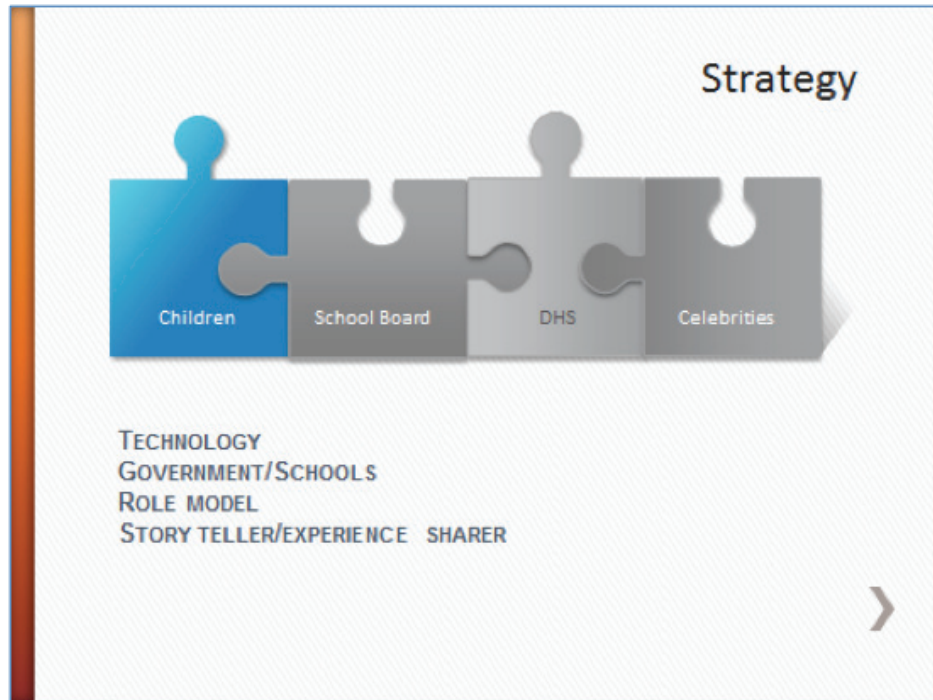 Strategy
Children
School Board
DHS
Celebrities
TECHNOLOGY
GOVERNMENT/SCHOOLS
ROLE MODEL
STORY TELLER/EXPERIENCE SHARER